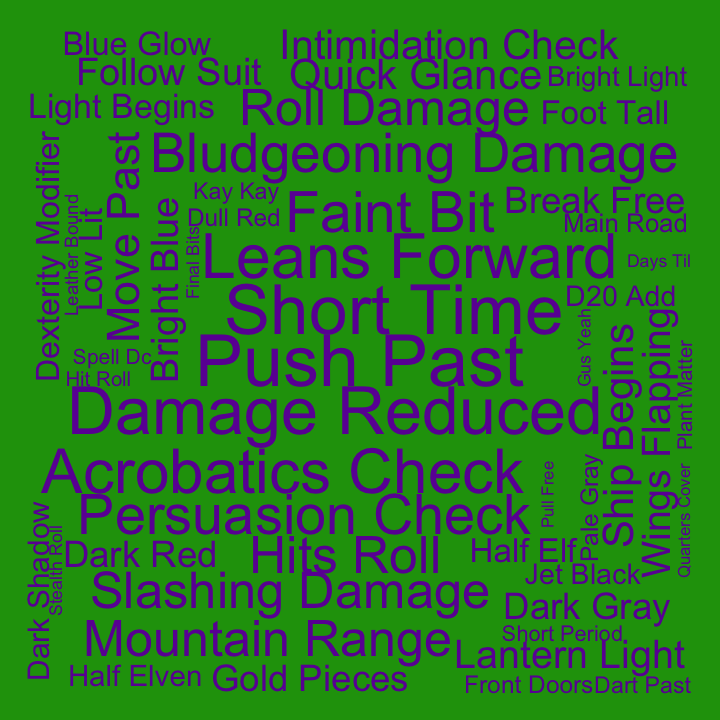 Blue Glow
Intimidation Check
Follow Suit
Quick Glance
Bright Light
Light Begins
Roll Damage
Foot Tall
Bludgeoning Damage
Dexterity Modifier
Leather Bound
Low Lit
Move Past
Bright Blue
Kay Kay
Dull Red
Final Bits
Faint Bit
Break Free
Main Road
Leans Forward
Days Til
Short Time
D20 Add
Push Past
Gus Yeah
Spell Dc
Hit Roll
Damage Reduced
Ship Begins
Wings Flapping
Plant Matter
Acrobatics Check
Pull Free
Pale Gray
Quarters Cover
Persuasion Check
Dark Shadow
Stealth Roll
Dark Red
Hits Roll
Half Elf
Jet Black
Slashing Damage
Dark Gray
Mountain Range
Short Period
Lantern Light
Half Elven
Gold Pieces
Front Doors
Dart Past